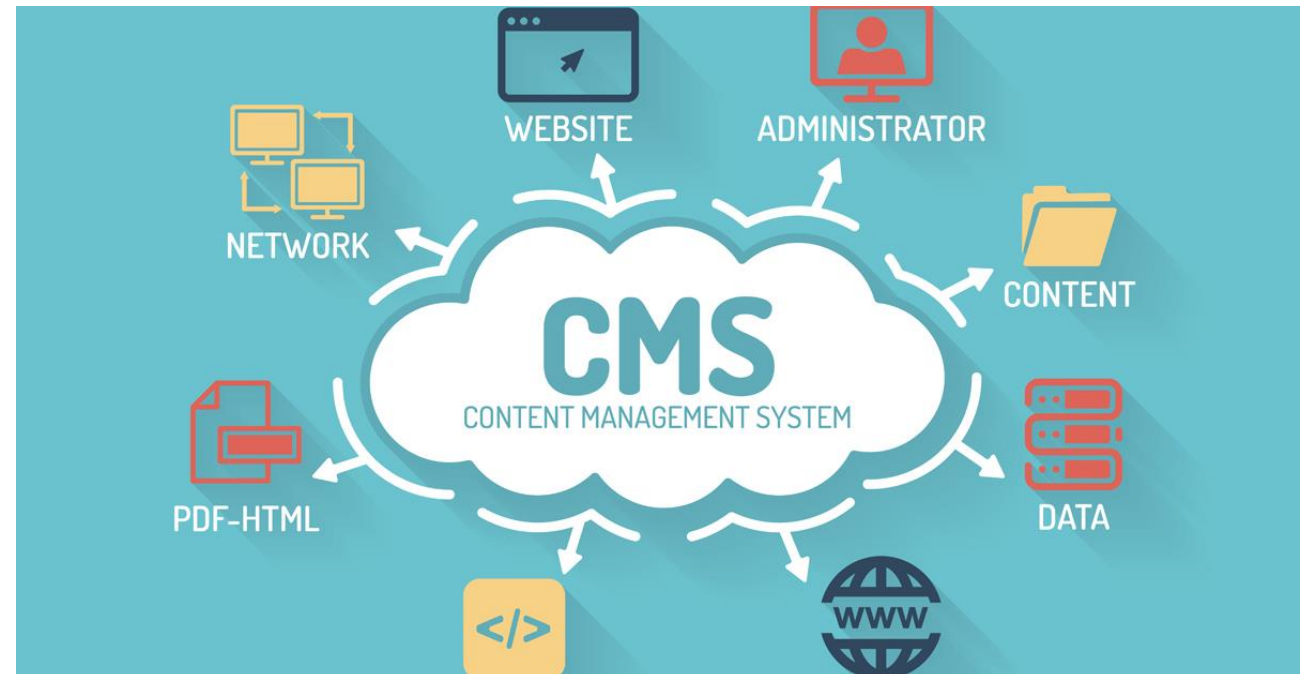 WEBSITE
ADMINISTRATOR
NETWORK
CONTENT
CMS
CONTENT MANAGEMENT SYSTEM
PDF-HTML
DATA
</>
WWW